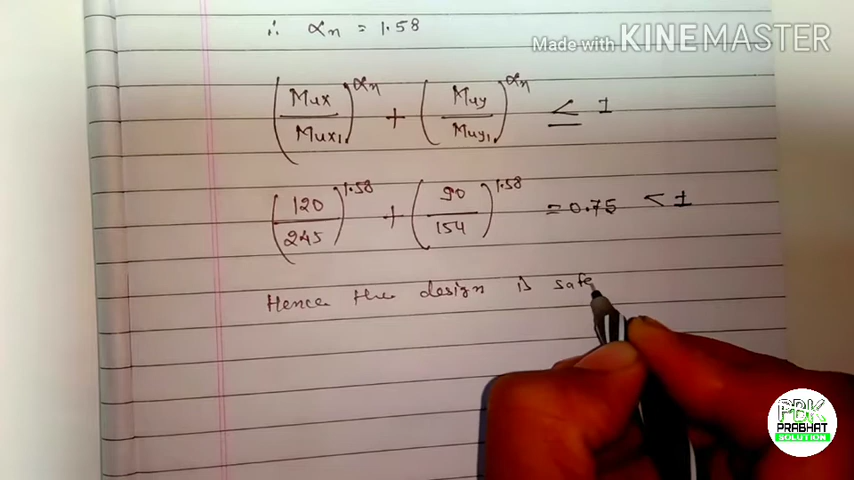 ∴ αn = 1.58
Made with KINEMASTER
(Mux/Mux1)^αn + (Muy/Muy1)^αn ≤ 1
(120/245)^1.58 + (90/154)^1.58 = 0.75 < 1
Hence the design is safe
PBK
PRABHAT
SOLUTION